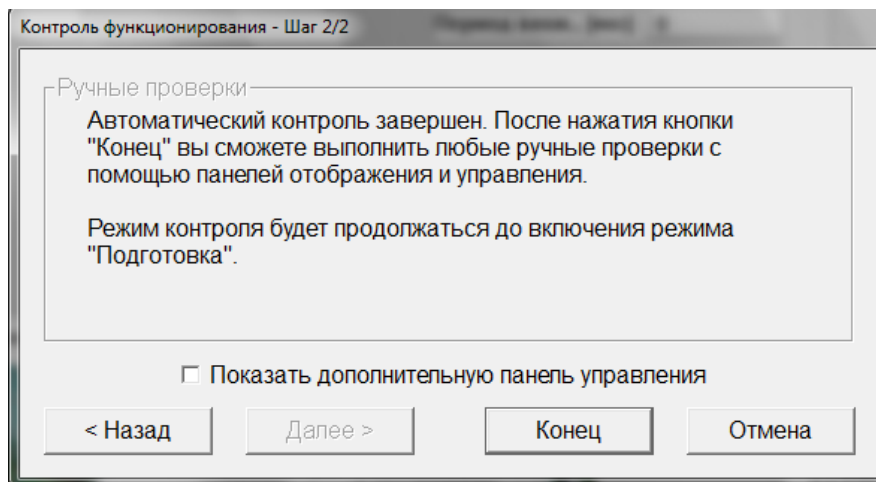 Контроль функционирования - Шаг 2/2
Ручные проверки
Автоматический контроль завершен. После нажатия кнопки
"Конец" вы сможете выполнить любые ручные проверки с
помощью панелей отображения и управления.
Режим контроля будет продолжаться до включения режима
"Подготовка".
Показать дополнительную панель управления
< Назад
Далее >
Конец
Отмена